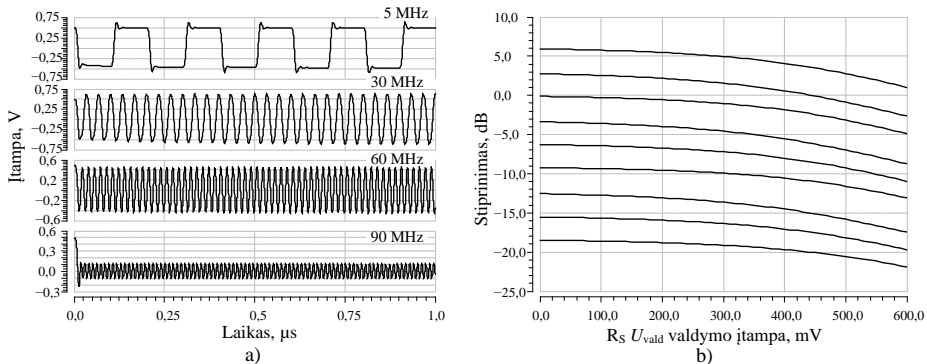 Įtampa, V
0,75
0,25
−0,25
−0,75
5 MHz
0,75
0,25
−0,25
−0,75
30 MHz
0,6
0,2
−0,2
−0,6
60 MHz
0,6
0,3
0,0
−0,3
90 MHz
0,0 0,25 0,5 0,75 1,0
Laikas, μs
a)
Stiprinimas, dB
10,0
5,0
0,0
−5,0
−10,0
−15,0
−20,0
−25,0
0,0 100,0 200,0 300,0 400,0 500,0 600,0
RS Uvald valdymo įtampa, mV
b)